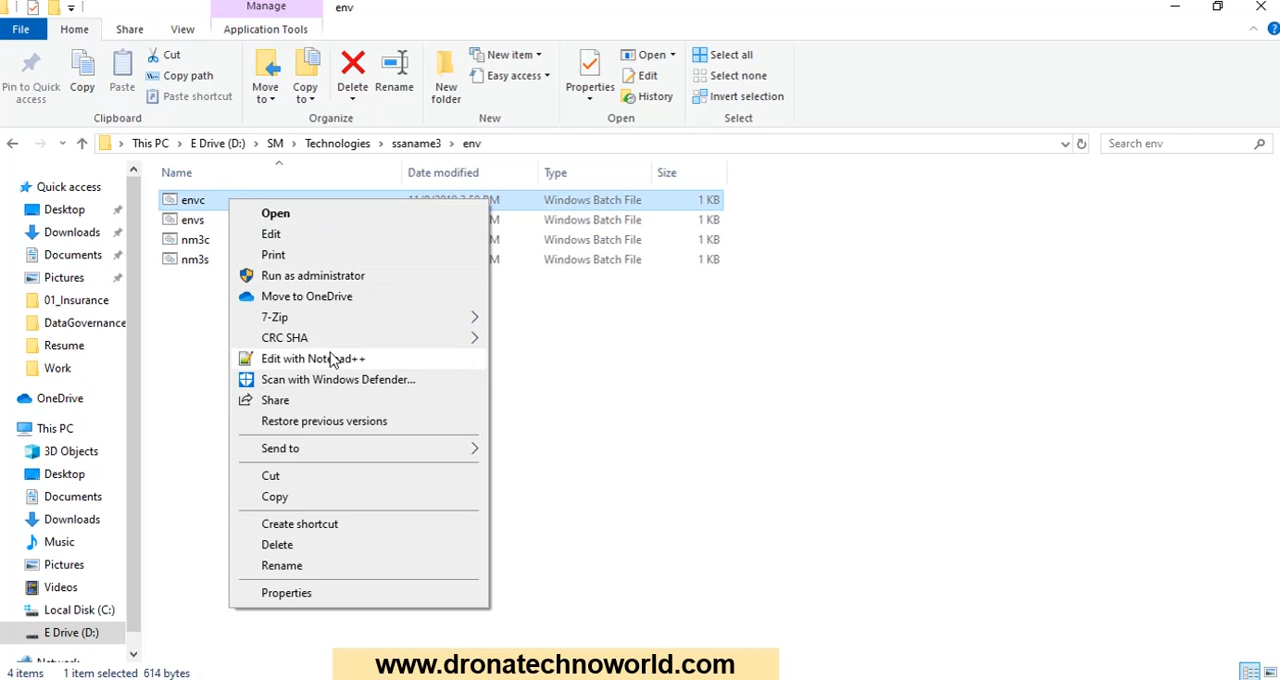 Manage
env
File
Home
Share
View
Application Tools
Pin to Quick access
Copy
Paste
Cut
Copy path
Paste shortcut
Clipboard
Move to
Copy to
Delete
Rename
Organize
New folder
New item
Easy access
New
Properties
Open
Edit
History
Open
Select all
Select none
Invert selection
Select
This PC > E Drive (D:) > SM > Technologies > ssaname3 > env
Search env
Name Date modified Type Size
Quick access
Desktop
Downloads
Documents
Pictures
01_Insurance
DataGovernance
Resume
Work
OneDrive
This PC
3D Objects
Desktop
Documents
Downloads
Music
Pictures
Videos
Local Disk (C:)
E Drive (D:)
envc Windows Batch File 1 KB
envs M Windows Batch File 1 KB
nm3c M Windows Batch File 1 KB
nm3s M Windows Batch File 1 KB
Open
Edit
Print
Run as administrator
Move to OneDrive
7-Zip
CRC SHA
Edit with Notepad++
Scan with Windows Defender...
Share
Restore previous versions
Send to
Cut
Copy
Create shortcut
Delete
Rename
Properties
www.dronatechnoworld.com
4 items 1 item selected 614 bytes